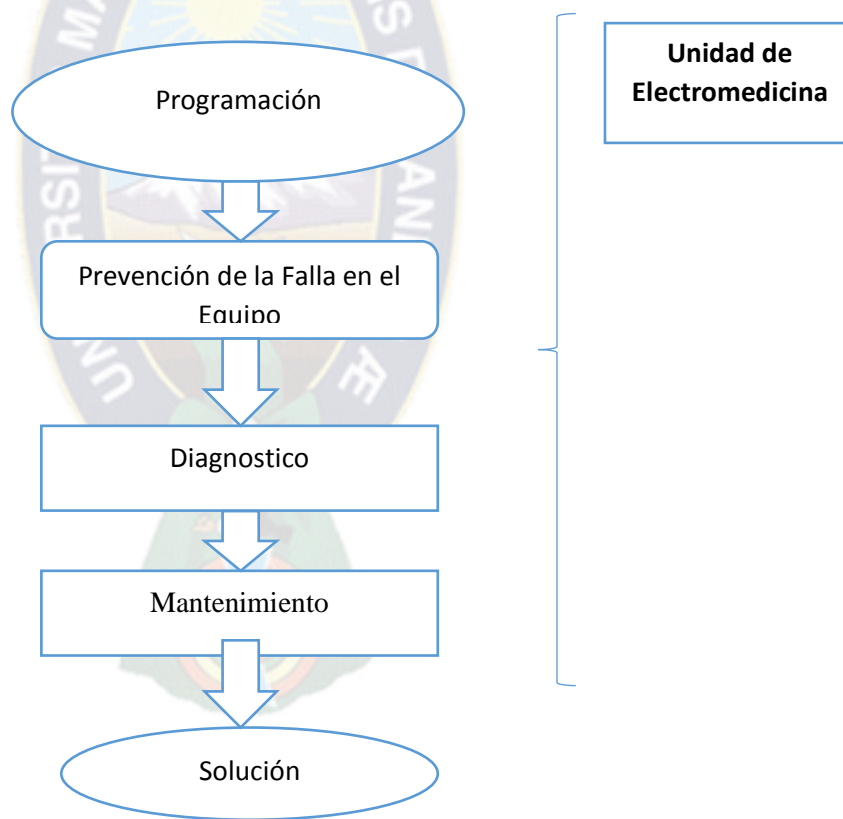 Programación
Prevención de la Falla en el
Equipo
Diagnostico
Mantenimiento
Solución
Unidad de
Electromedicina